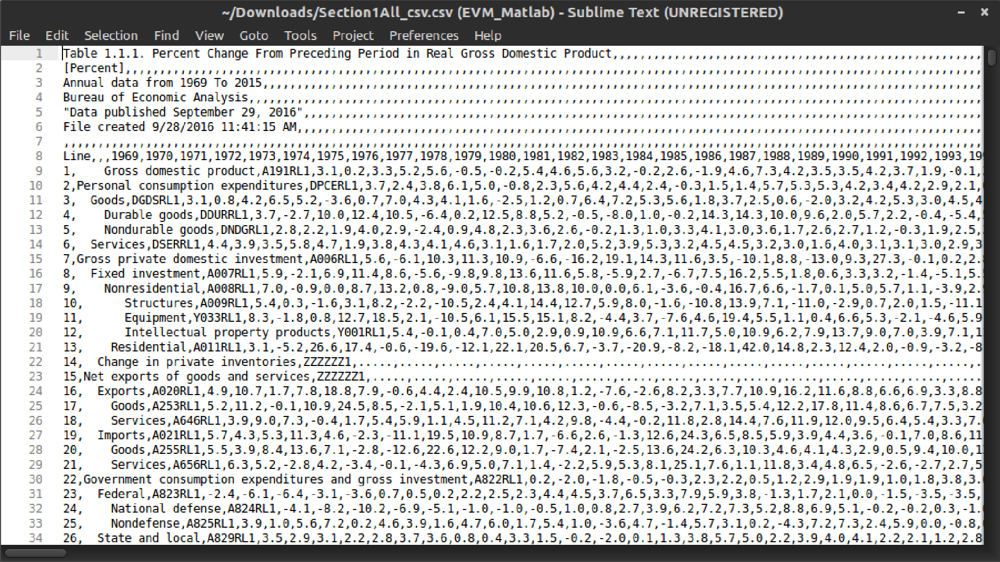 ~/Downloads/Section1All_csv.csv (EVM_Matlab) - Sublime Text (UNREGISTERED)
File Edit Selection Find View Goto Tools Project Preferences Help
1 Table 1.1.1. Percent Change From Preceding Period in Real Gross Domestic Product,,,,,,,,,,,,,,,,,,,,,,,,,,,,,,,,,,,,,,,,,,,,,,,,,,,,,,
2 [Percent],,,,,,,,,,,,,,,,,,,,,,,,,,,,,,,,,,,,,,,,,,,,,,,,,,,,,,,,,,,,,,,,,,,,,,,,,,,,,,,,,,,,,,,,,,,,,,,,,,,,,,,,,,,,,,,,,,,,,,,,,,,,,
3 Annual data from 1969 To 2015,,,,,,,,,,,,,,,,,,,,,,,,,,,,,,,,,,,,,,,,,,,,,,,,,,,,,,,,,,,,,,,,,,,,,,,,,,,,,,,,,,,,,,,,,,,,,,,,,,,,,,,,,
4 Bureau of Economic Analysis,,,,,,,,,,,,,,,,,,,,,,,,,,,,,,,,,,,,,,,,,,,,,,,,,,,,,,,,,,,,,,,,,,,,,,,,,,,,,,,,,,,,,,,,,,,,,,,,,,,,,,,,,,,
5 "Data published September 29, 2016",,,,,,,,,,,,,,,,,,,,,,,,,,,,,,,,,,,,,,,,,,,,,,,,,,,,,,,,,,,,,,,,,,,,,,,,,,,,,,,,,,,,,,,,,,,,,,,,,,,
6 File created 9/28/2016 11:41:15 AM,,,,,,,,,,,,,,,,,,,,,,,,,,,,,,,,,,,,,,,,,,,,,,,,,,,,,,,,,,,,,,,,,,,,,,,,,,,,,,,,,,,,,,,,,,,,,,,,,,,,
7 ,,,,,,,,,,,,,,,,,,,,,,,,,,,,,,,,,,,,,,,,,,,,,,,,,,,,,,,,,,,,,,,,,,,,,,,,,,,,,,,,,,,,,,,,,,,,,,,,,,,,,,,,,,,,,,,,,,,,,,,,,,,,,,,,,,,,,,
8 Line,,,1969,1970,1971,1972,1973,1974,1975,1976,1977,1978,1979,1980,1981,1982,1983,1984,1985,1986,1987,1988,1989,1990,1991,1992,1993,19
9 1,    Gross domestic product,A191RL1,3.1,0.2,3.3,5.2,5.6,-0.5,-0.2,5.4,4.6,5.6,3.2,-0.2,2.6,-1.9,4.6,7.3,4.2,3.5,3.5,4.2,3.7,1.9,-0.1,
10 2,Personal consumption expenditures,DPCERL1,3.7,2.4,3.8,6.1,5.0,-0.8,2.3,5.6,4.2,4.4,2.4,-0.3,1.5,1.4,5.7,5.3,5.3,4.2,3.4,4.2,2.9,2.1,
11 3,  Goods,DGDSRL1,3.1,0.8,4.2,6.5,5.2,-3.6,0.7,7.0,4.3,4.1,1.6,-2.5,1.2,0.7,6.4,7.2,5.3,5.6,1.8,3.7,2.5,0.6,-2.0,3.2,4.2,5.3,3.0,4.5,4
12 4,    Durable goods,DDURRL1,3.7,-2.7,10.0,12.4,10.5,-6.4,0.2,12.5,8.8,5.2,-0.5,-8.0,1.0,-0.2,14.3,14.3,10.0,9.6,2.0,5.7,2.2,-0.4,-5.4,
13 5,    Nondurable goods,DNDGRL1,2.8,2.2,1.9,4.0,2.9,-2.4,0.9,4.8,2.3,3.6,2.6,-0.2,1.3,1.0,3.3,4.1,3.0,3.6,1.7,2.6,2.7,1.2,-0.3,1.9,2.5,
14 6,  Services,DSERRL1,4.4,3.9,3.5,5.8,4.7,1.9,3.8,4.3,4.1,4.6,3.1,1.6,1.7,2.0,5.2,3.9,5.3,3.2,4.5,4.5,3.2,3.0,1.6,4.0,3.1,3.1,3.0,2.9,3
15 7,Gross private domestic investment,A006RL1,5.6,-6.1,10.3,11.3,10.9,-6.6,-16.2,19.1,14.3,11.6,3.5,-10.1,8.8,-13.0,9.3,27.3,-0.1,0.2,2.
16 8,  Fixed investment,A007RL1,5.9,-2.1,6.9,11.4,8.6,-5.6,-9.8,9.8,13.6,11.6,5.8,-5.9,2.7,-6.7,7.5,16.2,5.5,1.8,0.6,3.3,3.2,-1.4,-5.1,5.
17 9,    Nonresidential,A008RL1,7.0,-0.9,0.0,8.7,13.2,0.8,-9.0,5.7,10.8,13.8,10.0,0.0,6.1,-3.6,-0.4,16.7,6.6,-1.7,0.1,5.0,5.7,1.1,-3.9,2.
18 10,      Structures,A009RL1,5.4,0.3,-1.6,3.1,8.2,-2.2,-10.5,2.4,4.1,14.4,12.7,5.9,8.0,-1.6,-10.8,13.9,7.1,-11.0,-2.9,0.7,2.0,1.5,-11.1
19 11,      Equipment,Y033RL1,8.3,-1.8,0.8,12.7,18.5,2.1,-10.5,6.1,15.5,15.1,8.2,-4.4,3.7,-7.6,4.6,19.4,5.5,1.1,0.4,6.6,5.3,-2.1,-4.6,5.9
20 12,      Intellectual property products,Y001RL1,5.4,-0.1,0.4,7.0,5.0,2.9,0.9,10.9,6.6,7.1,11.7,5.0,10.9,6.2,7.9,13.7,9.0,7.0,3.9,7.1,1
21 13,    Residential,A011RL1,3.1,-5.2,26.6,17.4,-0.6,-19.6,-12.1,22.1,20.5,6.7,-3.7,-20.9,-8.2,-18.1,42.0,14.8,2.3,12.4,2.0,-0.9,-3.2,-8
22 14,  Change in private inventories,ZZZZZZ1,.....,.....,.....,.....,.....,.....,.....,.....,.....,.....,.....,.....,.....,.....,.....,.
23 15,Net exports of goods and services,ZZZZZZ1,.....,.....,.....,.....,.....,.....,.....,.....,.....,.....,.....,.....,.....,.....,.....
24 16,  Exports,A020RL1,4.9,10.7,1.7,7.8,18.8,7.9,-0.6,4.4,2.4,10.5,9.9,10.8,1.2,-7.6,-2.6,8.2,3.3,7.7,10.9,16.2,11.6,8.8,6.6,6.9,3.3,8.8
25 17,    Goods,A253RL1,5.2,11.2,-0.1,10.9,24.5,8.5,-2.1,5.1,1.9,10.4,10.6,12.3,-0.6,-8.5,-3.2,7.1,3.5,5.4,12.2,17.8,11.4,8.6,6.7,7.5,3.2
26 18,    Services,A646RL1,3.9,9.0,7.3,-0.4,1.7,5.4,5.9,1.1,4.5,11.2,7.1,4.2,9.8,-4.4,-0.2,11.8,2.8,14.4,7.6,11.9,12.0,9.5,6.4,5.4,3.3,7.
27 19,  Imports,A021RL1,5.7,4.3,5.3,11.3,4.6,-2.3,-11.1,19.5,10.9,8.7,1.7,-6.6,2.6,-1.3,12.6,24.3,6.5,8.5,5.9,3.9,4.4,3.6,-0.1,7.0,8.6,11
28 20,    Goods,A255RL1,5.5,3.9,8.4,13.6,7.1,-2.8,-12.6,22.6,12.2,9.0,1.7,-7.4,2.1,-2.5,13.6,24.2,6.3,10.3,4.6,4.1,4.3,2.9,0.5,9.4,10.0,1
29 21,    Services,A656RL1,6.3,5.2,-2.8,4.2,-3.4,-0.1,-4.3,6.9,5.0,7.1,1.4,-2.2,5.9,5.3,8.1,25.1,7.6,1.1,11.8,3.4,4.8,6.5,-2.6,-2.7,2.7,5
30 22,Government consumption expenditures and gross investment,A822RL1,0.2,-2.0,-1.8,-0.5,-0.3,2.3,2.2,0.5,1.2,2.9,1.9,1.9,1.0,1.8,3.8,3.
31 23,  Federal,A823RL1,-2.4,-6.1,-6.4,-3.1,-3.6,0.7,0.5,0.2,2.2,2.5,2.3,4.4,4.5,3.7,6.5,3.3,7.9,5.9,3.8,-1.3,1.7,2.1,0.0,-1.5,-3.5,-3.5,
32 24,    National defense,A824RL1,-4.1,-8.2,-10.2,-6.9,-5.1,-1.0,-1.0,-0.5,1.0,0.8,2.7,3.9,6.2,7.2,7.3,5.2,8.8,6.9,5.1,-0.2,-0.2,0.3,-1.
33 25,    Nondefense,A825RL1,3.9,1.0,5.6,7.2,0.2,4.6,3.9,1.6,4.7,6.0,1.7,5.4,1.0,-3.6,4.7,-1.4,5.7,3.1,0.2,-4.3,7.2,7.3,2.4,5.9,0.0,-0.8,
34 26,  State and local,A829RL1,3.5,2.9,3.1,2.2,2.8,3.7,3.6,0.8,0.4,3.3,1.5,-0.2,-2.0,0.1,1.3,3.8,5.7,5.0,2.2,3.9,4.0,4.1,2.2,2.1,1.2,2.8